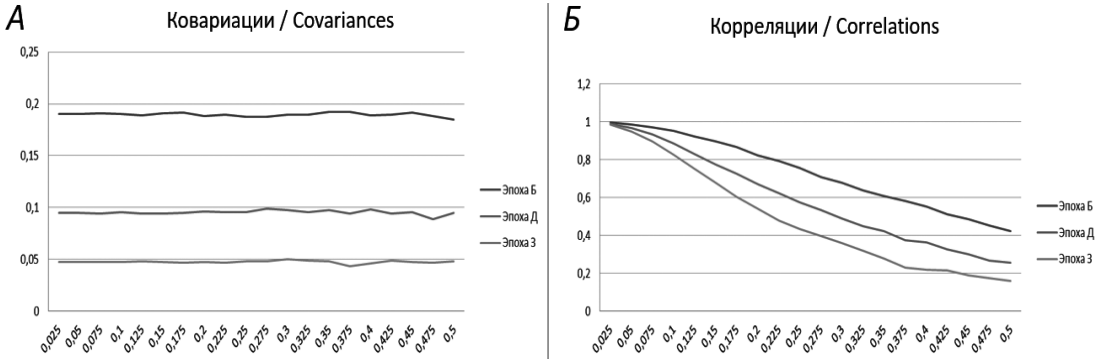 А
Ковариации / Covariances
0,25
0,2
0,15
0,1
0,05
0
Эпоха Б
Эпоха Д
Эпоха З
0,025 0,05 0,075 0,1 0,125 0,15 0,175 0,2 0,225 0,25 0,275 0,3 0,325 0,35 0,375 0,4 0,425 0,45 0,475 0,5
Б
Корреляции / Correlations
1,2
1
0,8
0,6
0,4
0,2
0
Эпоха Б
Эпоха Д
Эпоха З
0,025 0,05 0,075 0,1 0,125 0,15 0,175 0,2 0,225 0,25 0,275 0,3 0,325 0,35 0,375 0,4 0,425 0,45 0,475 0,5